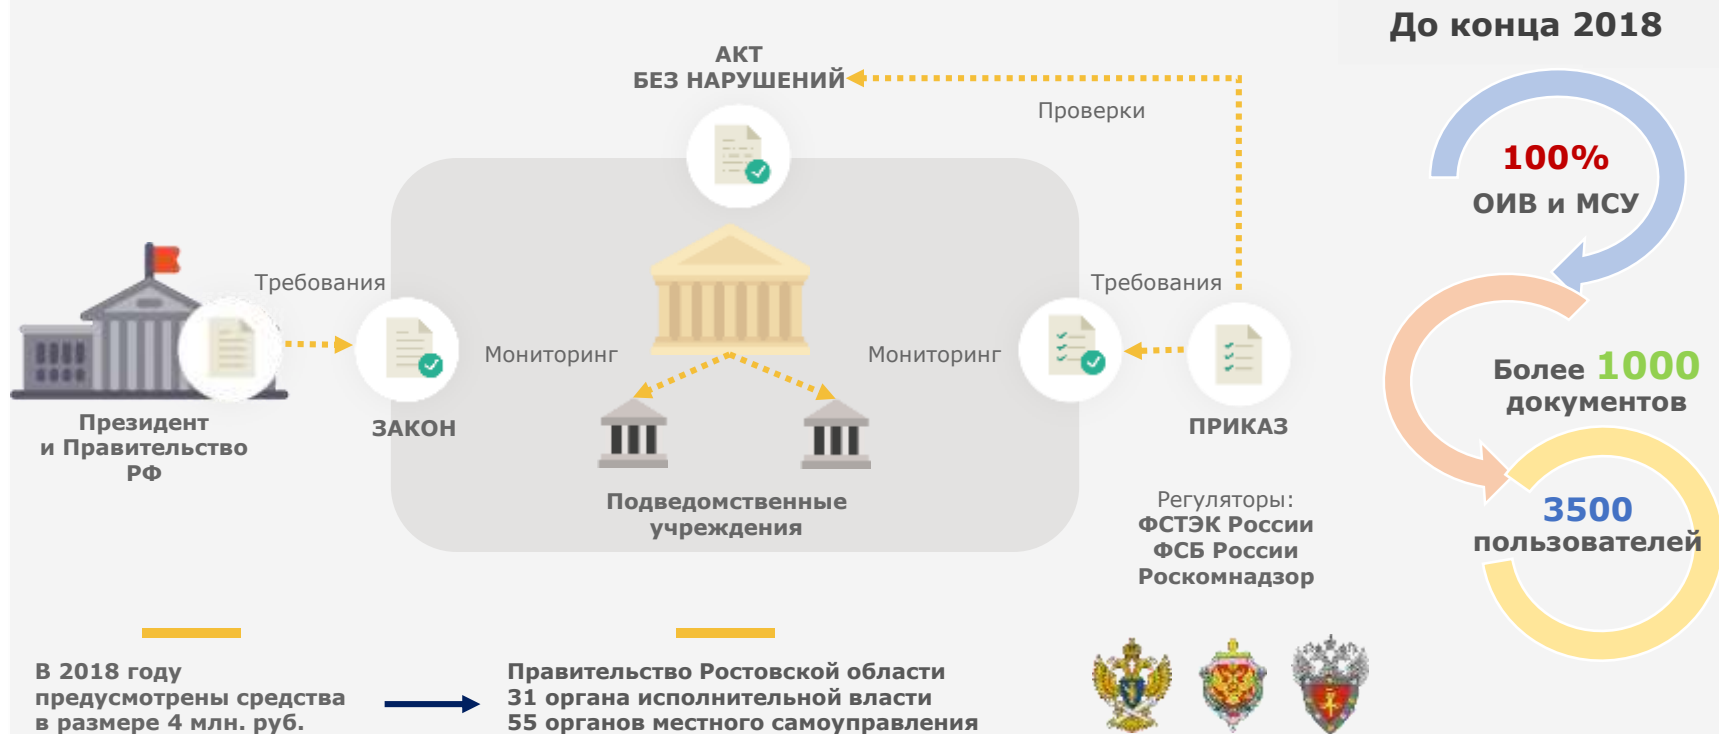 До конца 2018
АКТ
БЕЗ НАРУШЕНИЙ
Проверки
100%
ОИВ и МСУ
Требования
Требования
Мониторинг
Мониторинг
Президент
и Правительство
РФ
ЗАКОН
ПРИКАЗ
Более 1000
документов
Подведомственные
учреждения
Регуляторы:
ФСТЭК России
ФСБ России
Роскомнадзор
3500
пользователей
В 2018 году
предусмотрены средства
в размере 4 млн. руб.
Правительство Ростовской области
31 органа исполнительной власти
55 органов местного самоуправления